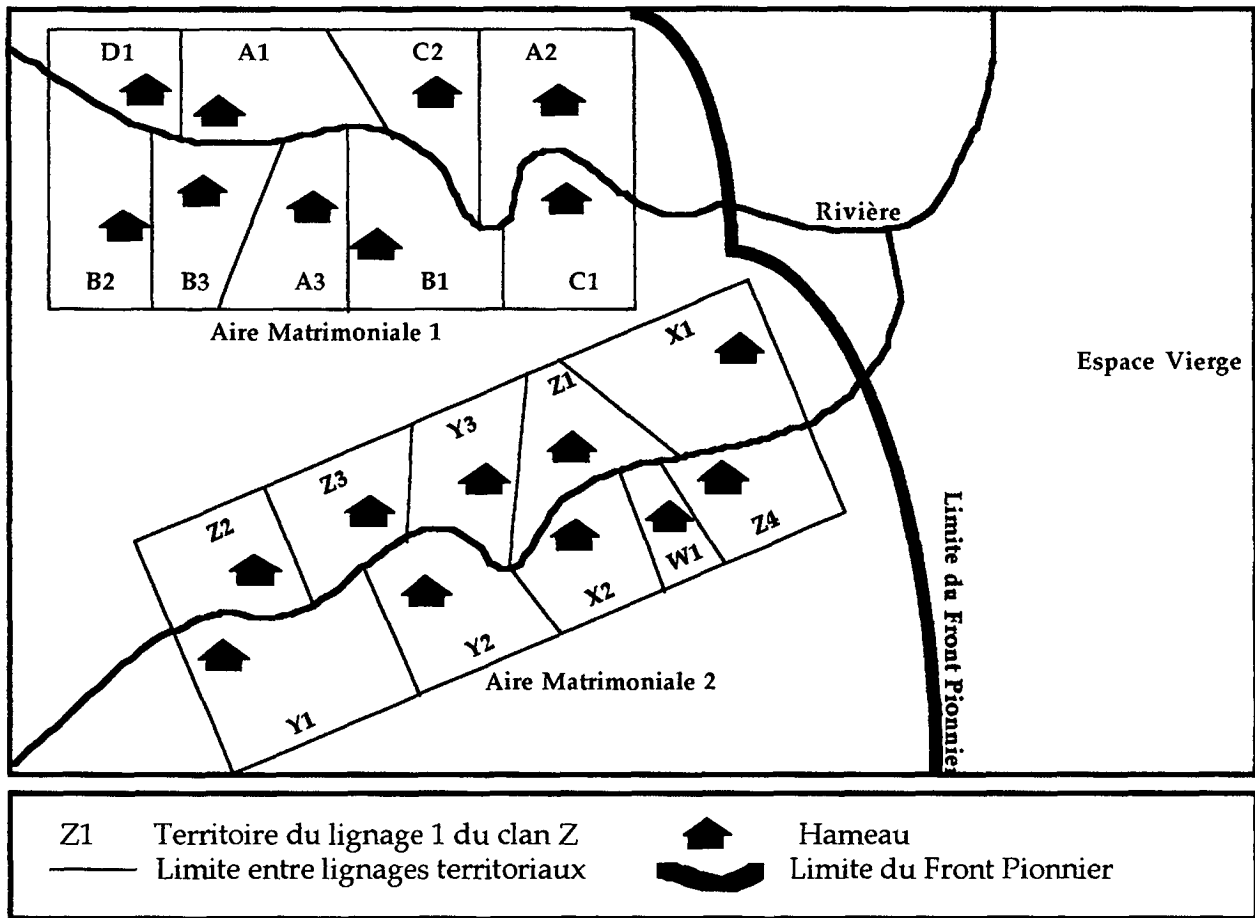 D1 A1 C2 A2
B2 B3 A3 B1 C1
Aire Matrimoniale 1
Rivière
Espace Vierge
X1
Z1
Y3
Z3
Z2
Z4
W1
X2
Y2
Y1
Aire Matrimoniale 2
Limite du Front Pionnier
Z1 Territoire du lignage 1 du clan Z
Limite entre lignages territoriaux
Hameau
Limite du Front Pionnier